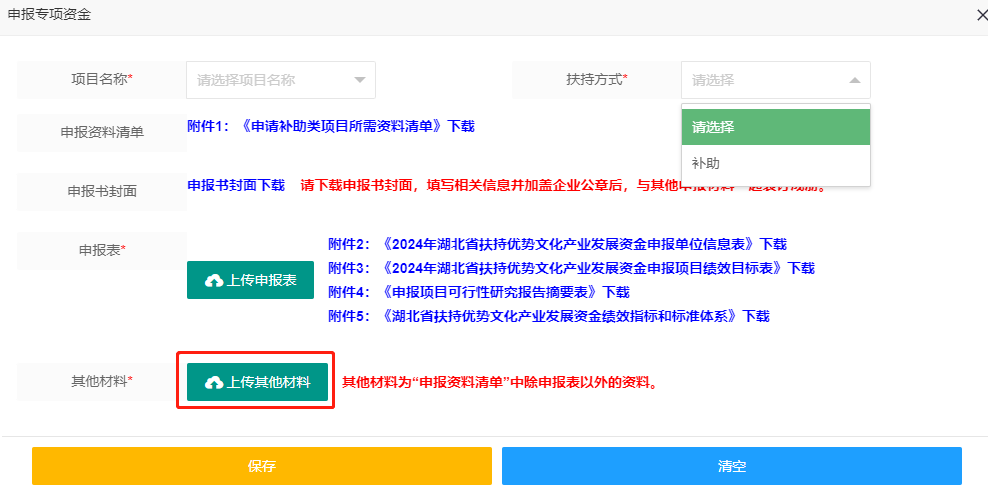 申报专项资金
项目名称*
请选择项目名称
扶持方式*
请选择
请选择
补助
申报资料清单
附件1：《申请补助类项目所需资料清单》下载
申报书封面
申报书封面下载 请下载申报书封面，填写相关信息并加盖企业公章后，与其他申报材料一起装订成册。
申报表*
上传申报表
附件2：《2024年湖北省扶持优势文化产业发展资金申报单位信息表》下载
附件3：《2024年湖北省扶持优势文化产业发展资金申报项目绩效目标表》下载
附件4：《申报项目可行性研究报告摘要表》下载
附件5：《湖北省扶持优势文化产业发展资金绩效指标和标准体系》下载
其他材料*
上传其他材料
其他材料为“申报资料清单”中除申报表以外的资料。
保存
清空